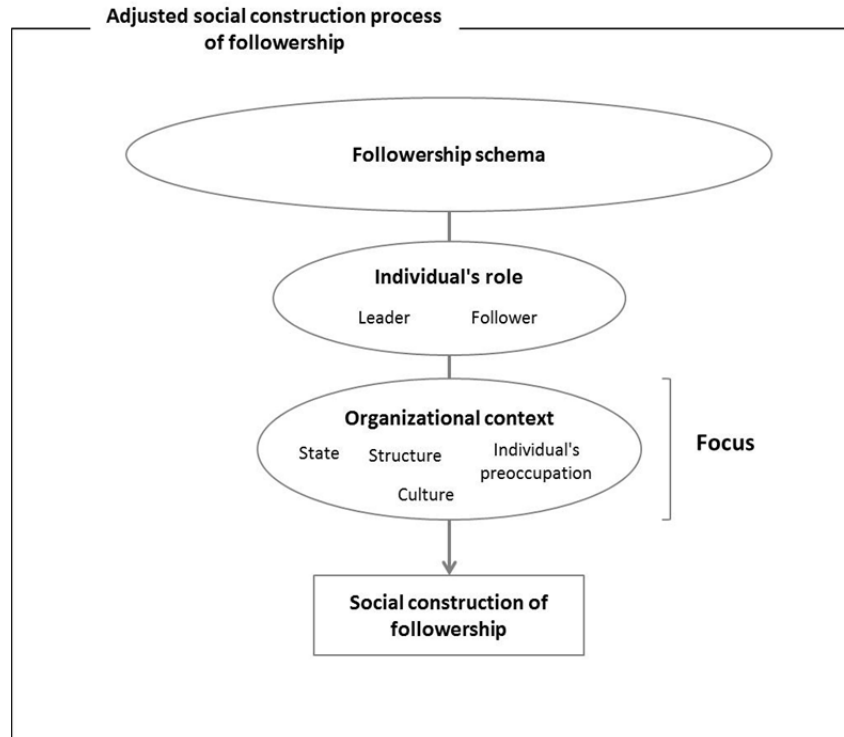 Adjusted social construction process
of followership
Followership schema
Individual's role
Leader Follower
Organizational context
State Structure Individual's
preoccupation
Culture
Focus
Social construction of
followership